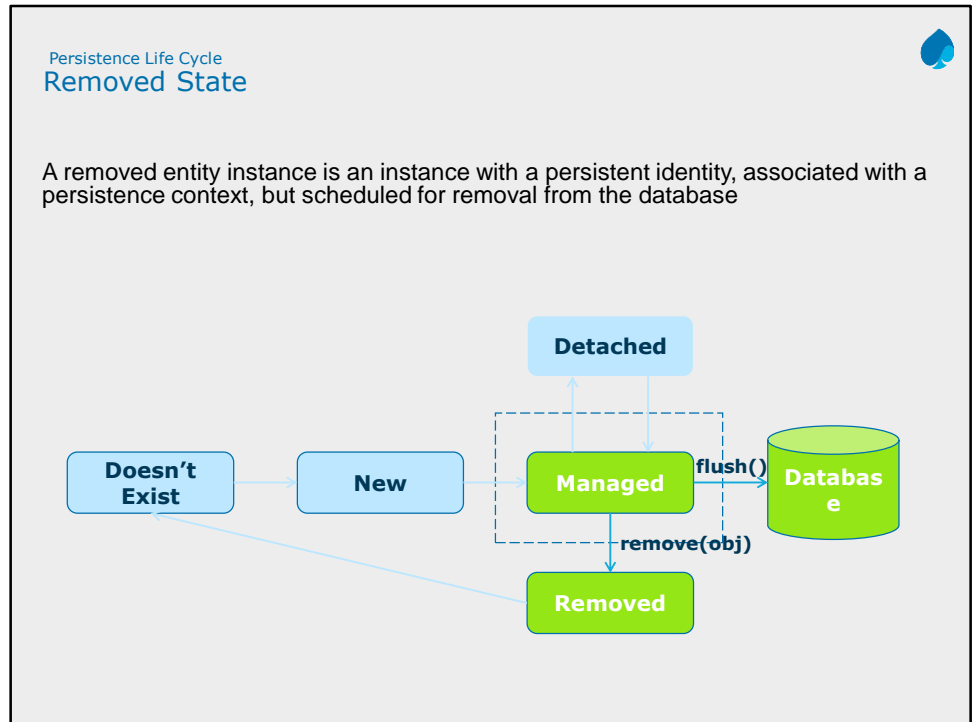 Persistence Life Cycle
Removed State
A removed entity instance is an instance with a persistent identity, associated with a
persistence context, but scheduled for removal from the database
Detached
Doesn’t
Exist
New
Managed
flush()
Databas
e
remove(obj)
Removed